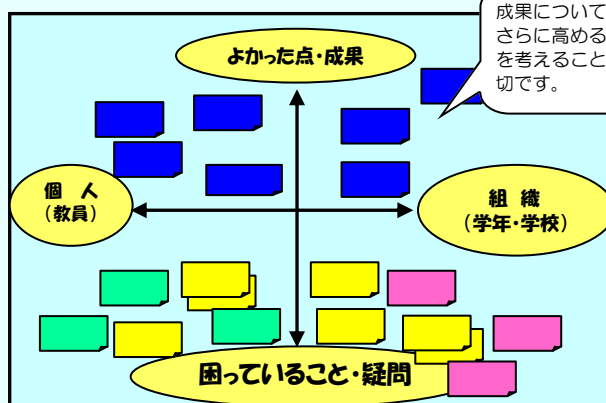 成果について
さらに高める
を考えること
切です。
よかった点・成果
個 人
（教員）
組 織
（学年・学校）
困っていること・疑問